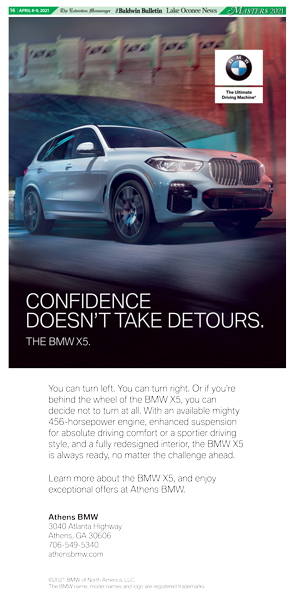 16 | APRIL 8-9, 2021 The Eatonton Messenger The Baldwin Bulletin Lake Oconee News MASTERS 2021
BMW
The Ultimate
Driving Machine®
CONFIDENCE
DOESN'T TAKE DETOURS.
THE BMW X5.
You can turn left. You can turn right. Or if you're
behind the wheel of the BMW X5, you can
decide not to turn at all. With an available mighty
456-horsepower engine, enhanced suspension
for absolute driving comfort or a sportier driving
style, and a fully redesigned interior, the BMW X5
is always ready, no matter the challenge ahead.
Learn more about the BMW X5, and enjoy
exceptional offers at Athens BMW.
Athens BMW
3040 Atlanta Highway
Athens, GA 30606
706-549-5340
athensbmw.com
©2021 BMW of North America, LLC.
The BMW name, model names and logo are registered trademarks.